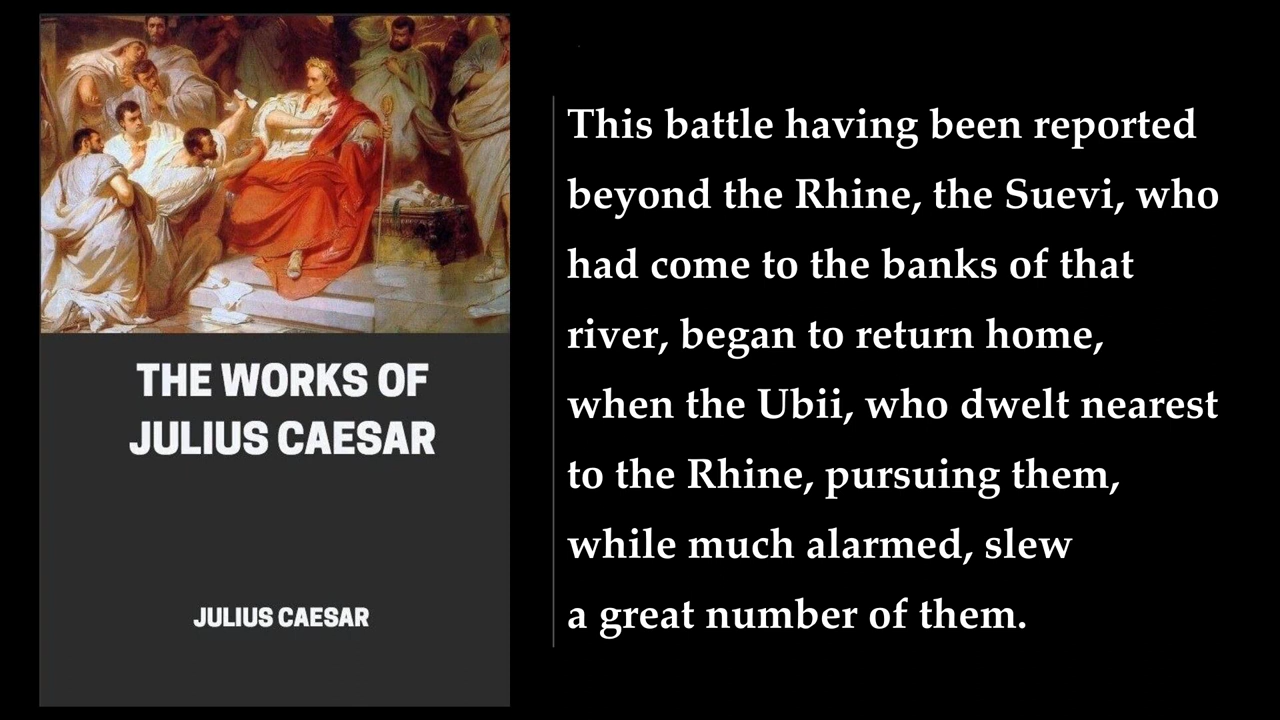 THE WORKS OF
JULIUS CAESAR
JULIUS CAESAR
This battle having been reported
beyond the Rhine, the Suevi, who
had come to the banks of that
river, began to return home,
when the Ubii, who dwelt nearest
to the Rhine, pursuing them,
while much alarmed, slew
a great number of them.